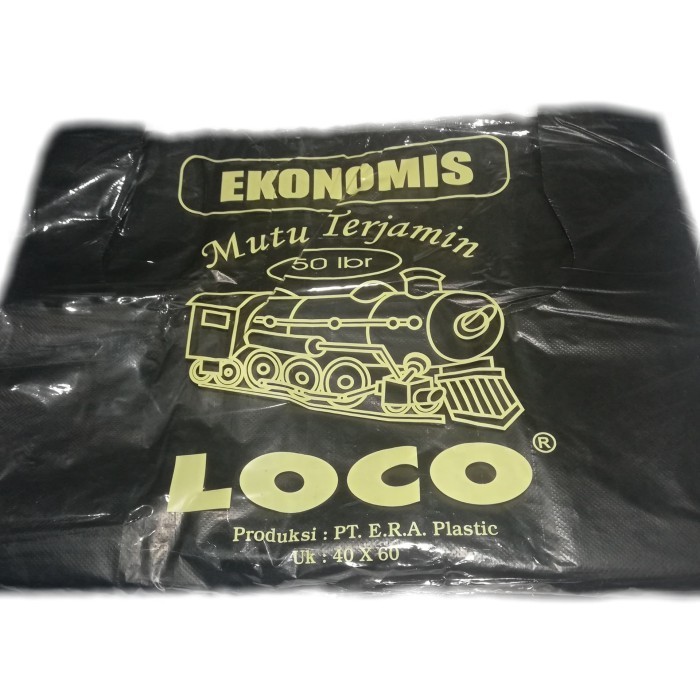 EKONOMIS
Mutu Terjamin
50 lbr
LOCO®
Produksi : PT. E.R.A. Plastic
Uk : 40 X 60